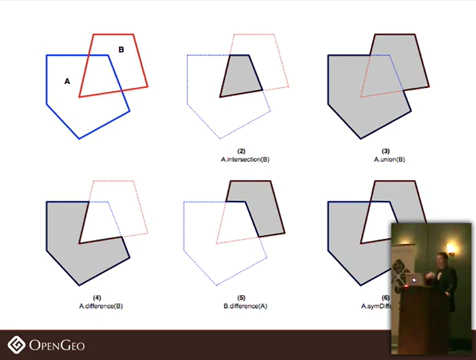 B
A
(2)
A.intersection(B)
(3)
A.union(B)
(4)
A.difference(B)
(5)
B.difference(A)
(6)
OPENGEO